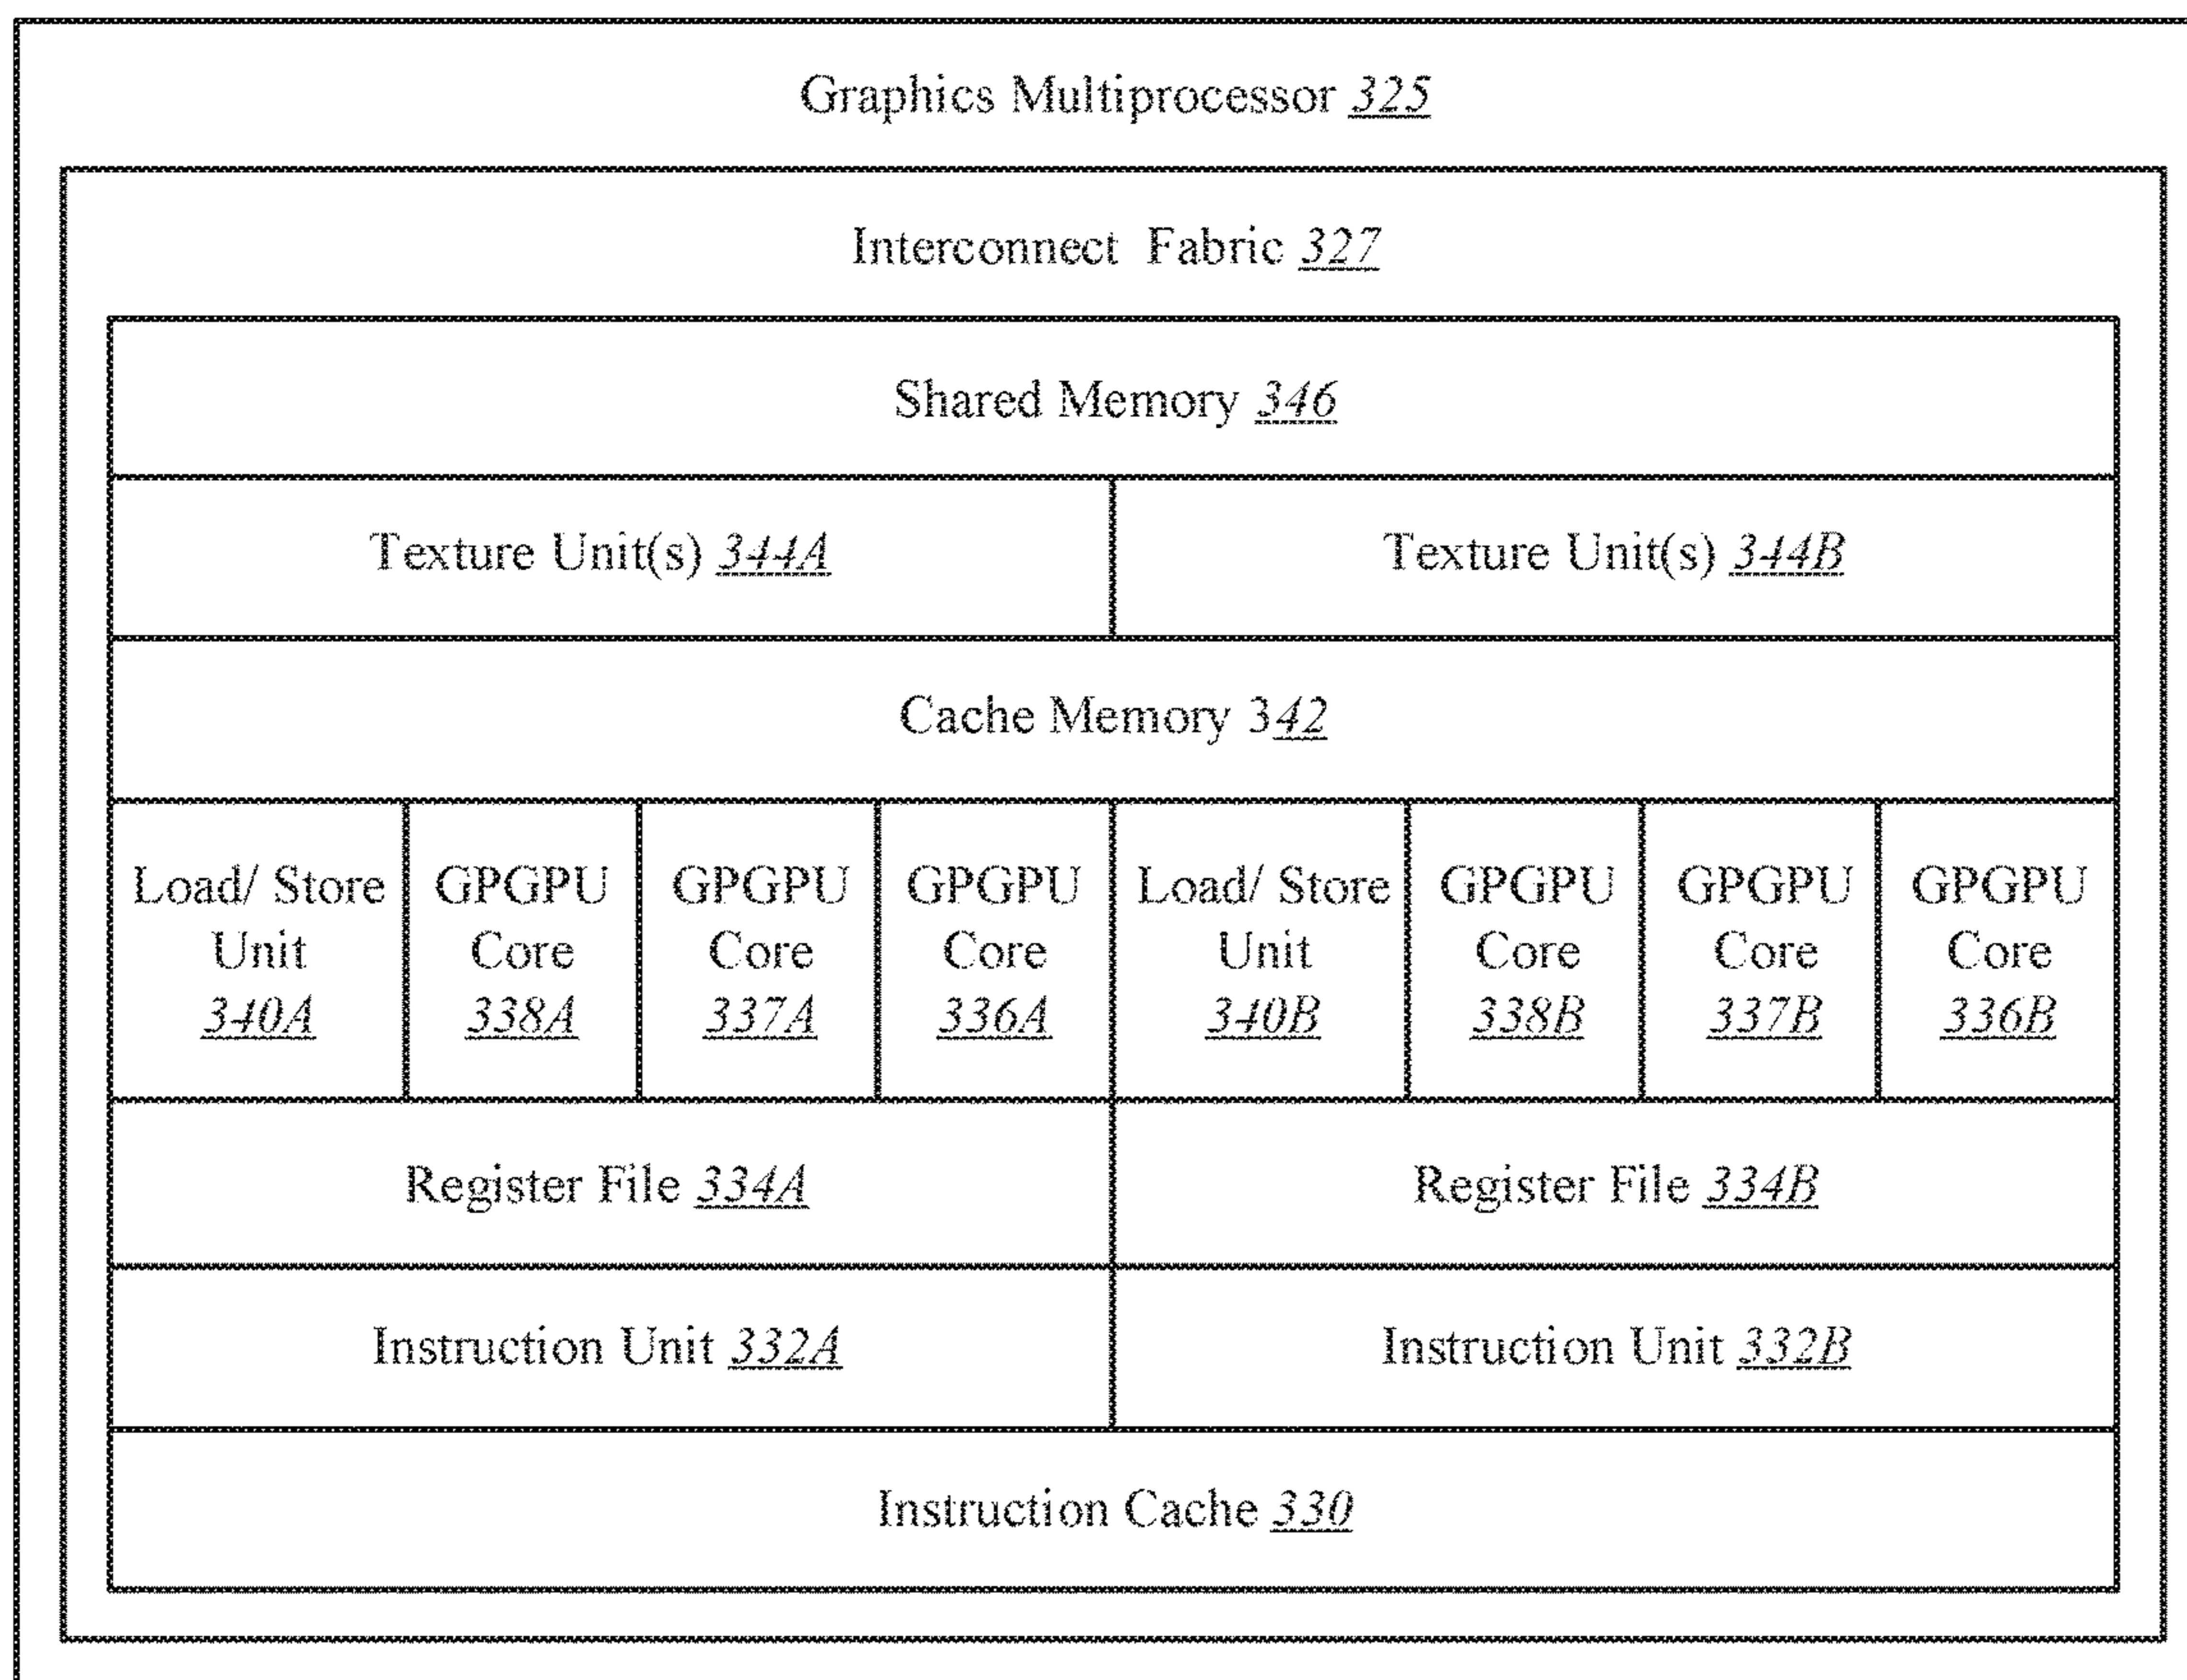 Graphics Multiprocessor 325
Interconnect Fabric 327
Shared Memory 346
Texture Unit(s) 344A
Texture Unit(s) 344B
Cache Memory 342
Load/ Store
Unit
340A
GPGPU
Core
338A
GPGPU
Core
337A
GPGPU
Core
336A
Load/ Store
Unit
340B
GPGPU
Core
338B
GPGPU
Core
337B
GPGPU
Core
336B
Register File 334A
Register File 334B
Instruction Unit 332A
Instruction Unit 332B
Instruction Cache 330